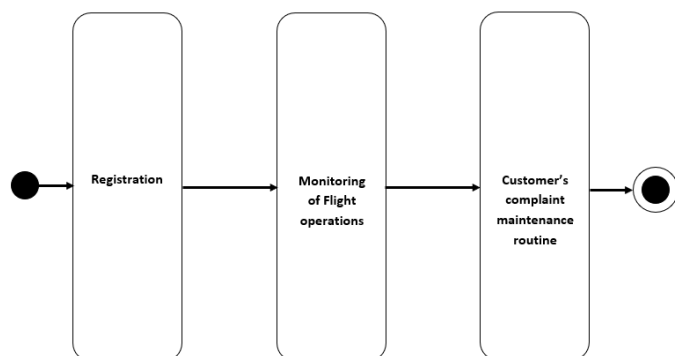 Registration
Monitoring
of Flight
operations
Customer's
complaint
maintenance
routine